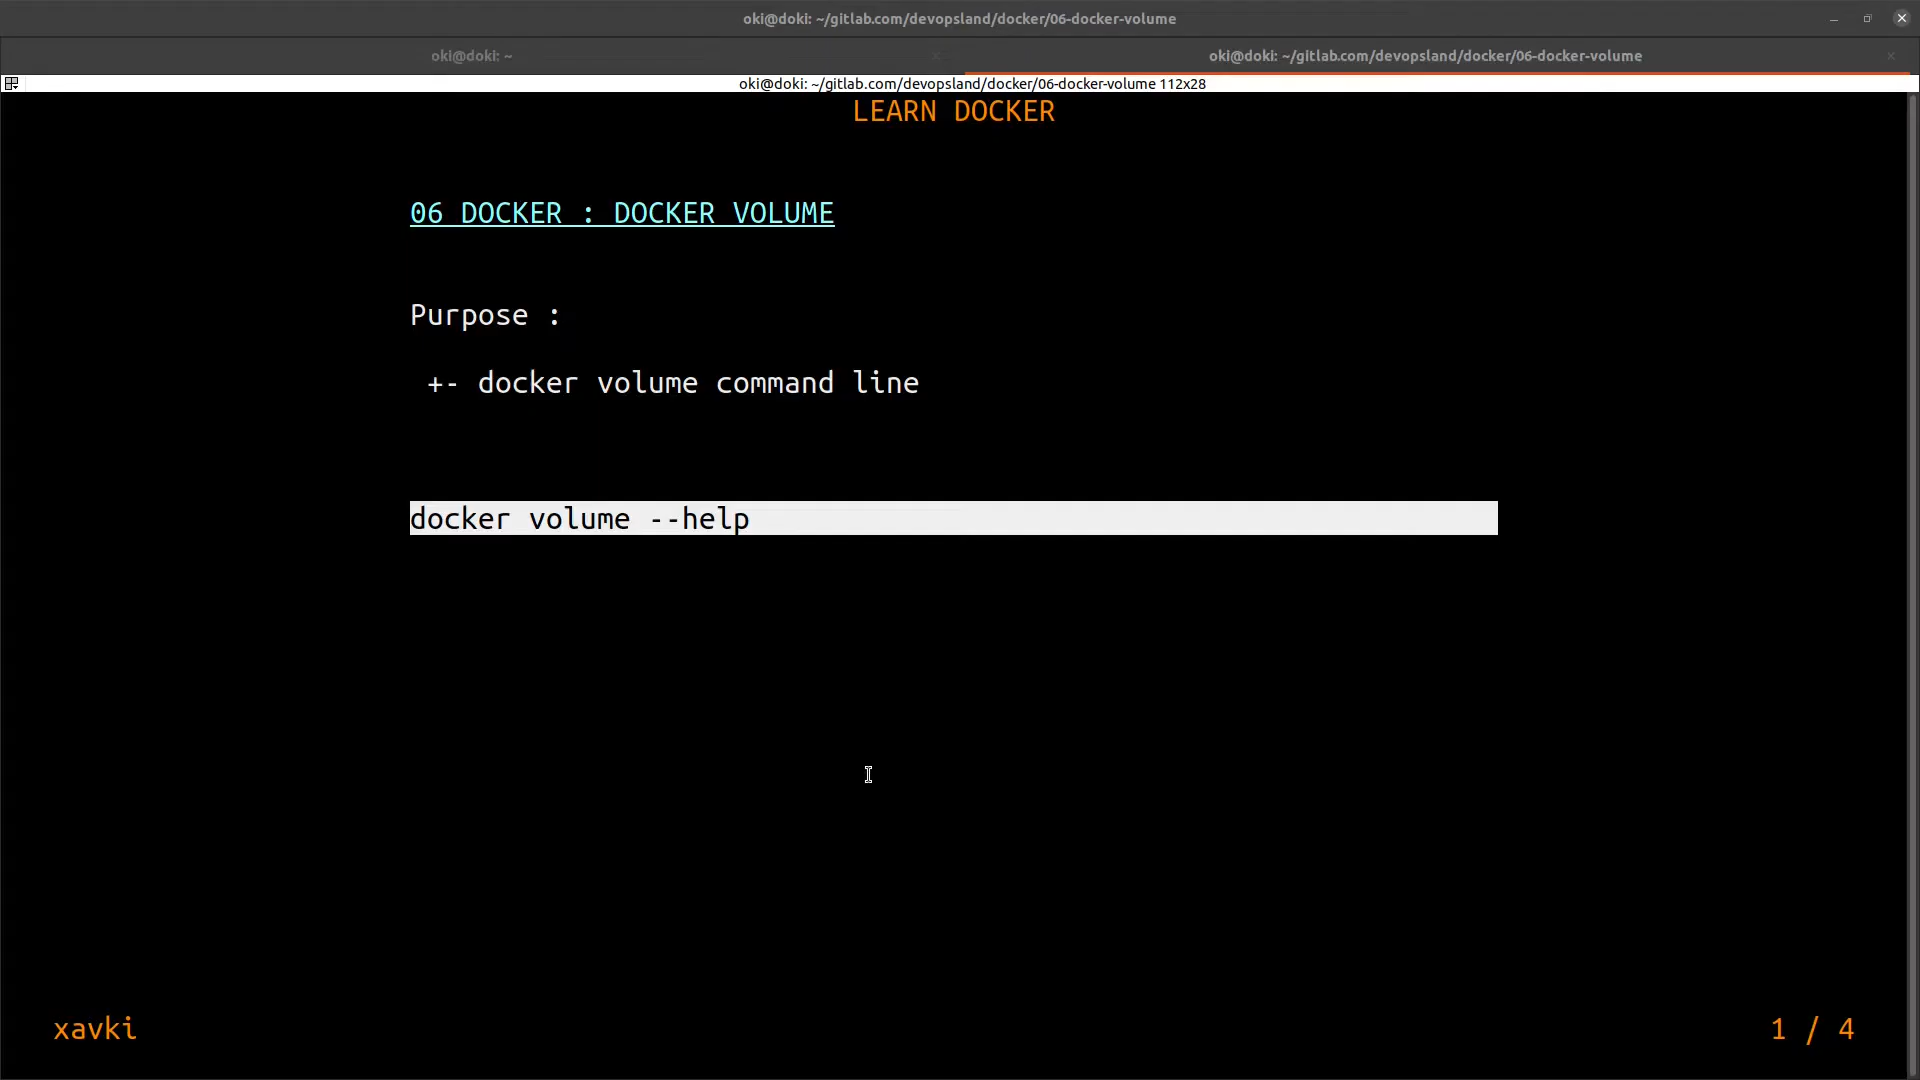 oki@doki: ~/gitlab.com/devopsland/docker/06-docker-volume
oki@doki: ~
oki@doki: ~/gitlab.com/devopsland/docker/06-docker-volume
oki@doki: ~/gitlab.com/devopsland/docker/06-docker-volume 112x28
LEARN DOCKER
06 DOCKER : DOCKER VOLUME
Purpose :
+- docker volume command line
docker volume --help
xavki
1 / 4